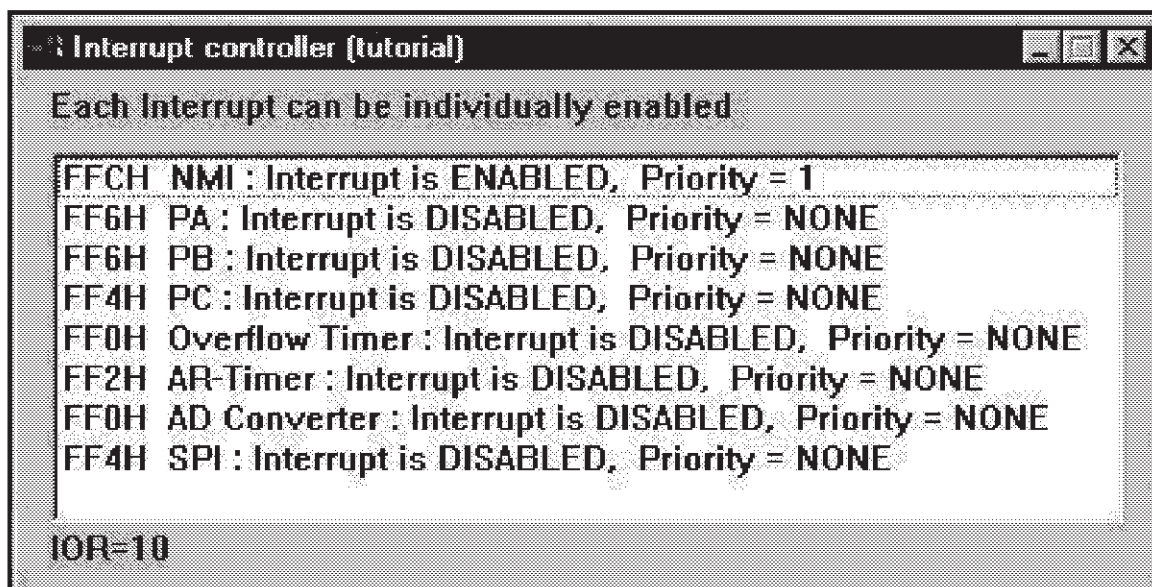 Interrupt controller (tutorial)
Each Interrupt can be individually enabled
FFCH NMI : Interrupt is ENABLED, Priority = 1
FF6H PA : Interrupt is DISABLED, Priority = NONE
FF6H PB : Interrupt is DISABLED, Priority = NONE
FF4H PC : Interrupt is DISABLED, Priority = NONE
FF0H Overflow Timer : Interrupt is DISABLED, Priority = NONE
FF2H AR-Timer : Interrupt is DISABLED, Priority = NONE
FF0H AD Converter : Interrupt is DISABLED, Priority = NONE
FF4H SPI : Interrupt is DISABLED, Priority = NONE
IOR=10